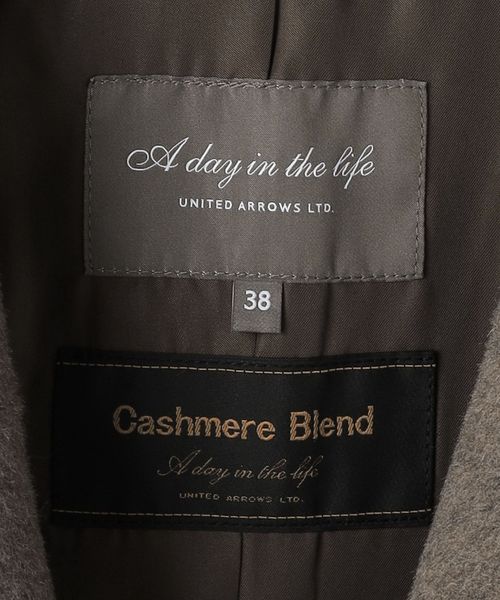 A day in the life
UNITED ARROWS LTD.
38
Cashmere Blend
A day in the life
UNITED ARROWS LTD.